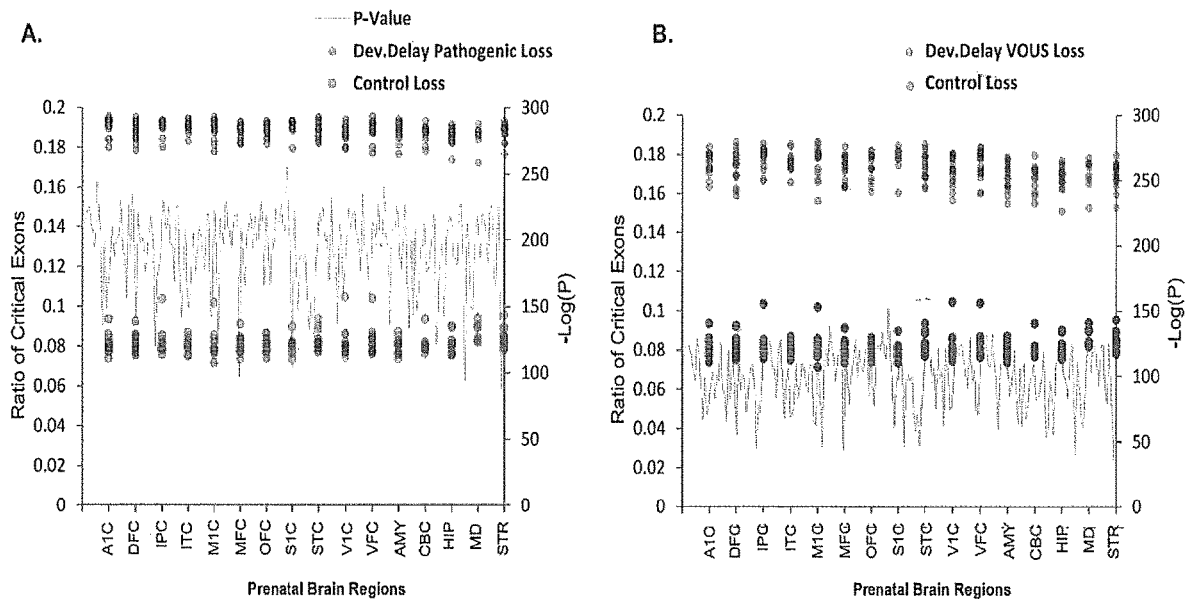 A.
P-Value
Dev.Delay Pathogenic Loss
Control Loss
Ratio of Critical Exons
0.2
0.18
0.16
0.14
0.12
0.1
0.08
0.06
0.04
0.02
0
300
250
200
150
100
50
0
-Log(P)
A1C
DFC
IPC
ITC
M1C
MFC
OFC
S1C
STC
V1C
VFC
AMY
CBC
HIP
MD
STR
Prenatal Brain Regions
B.
Dev.Delay VOUS Loss
Control Loss
Ratio of Critical Exons
0.2
0.18
0.16
0.14
0.12
0.1
0.08
0.06
0.04
0.02
0
300
250
200
150
100
50
0
-Log(P)
A1C
DFC
IPC
ITC
M1C
MFC
OFC
S1C
STC
V1C
VFC
AMY
CBC
HIP
MD
STR
Prenatal Brain Regions